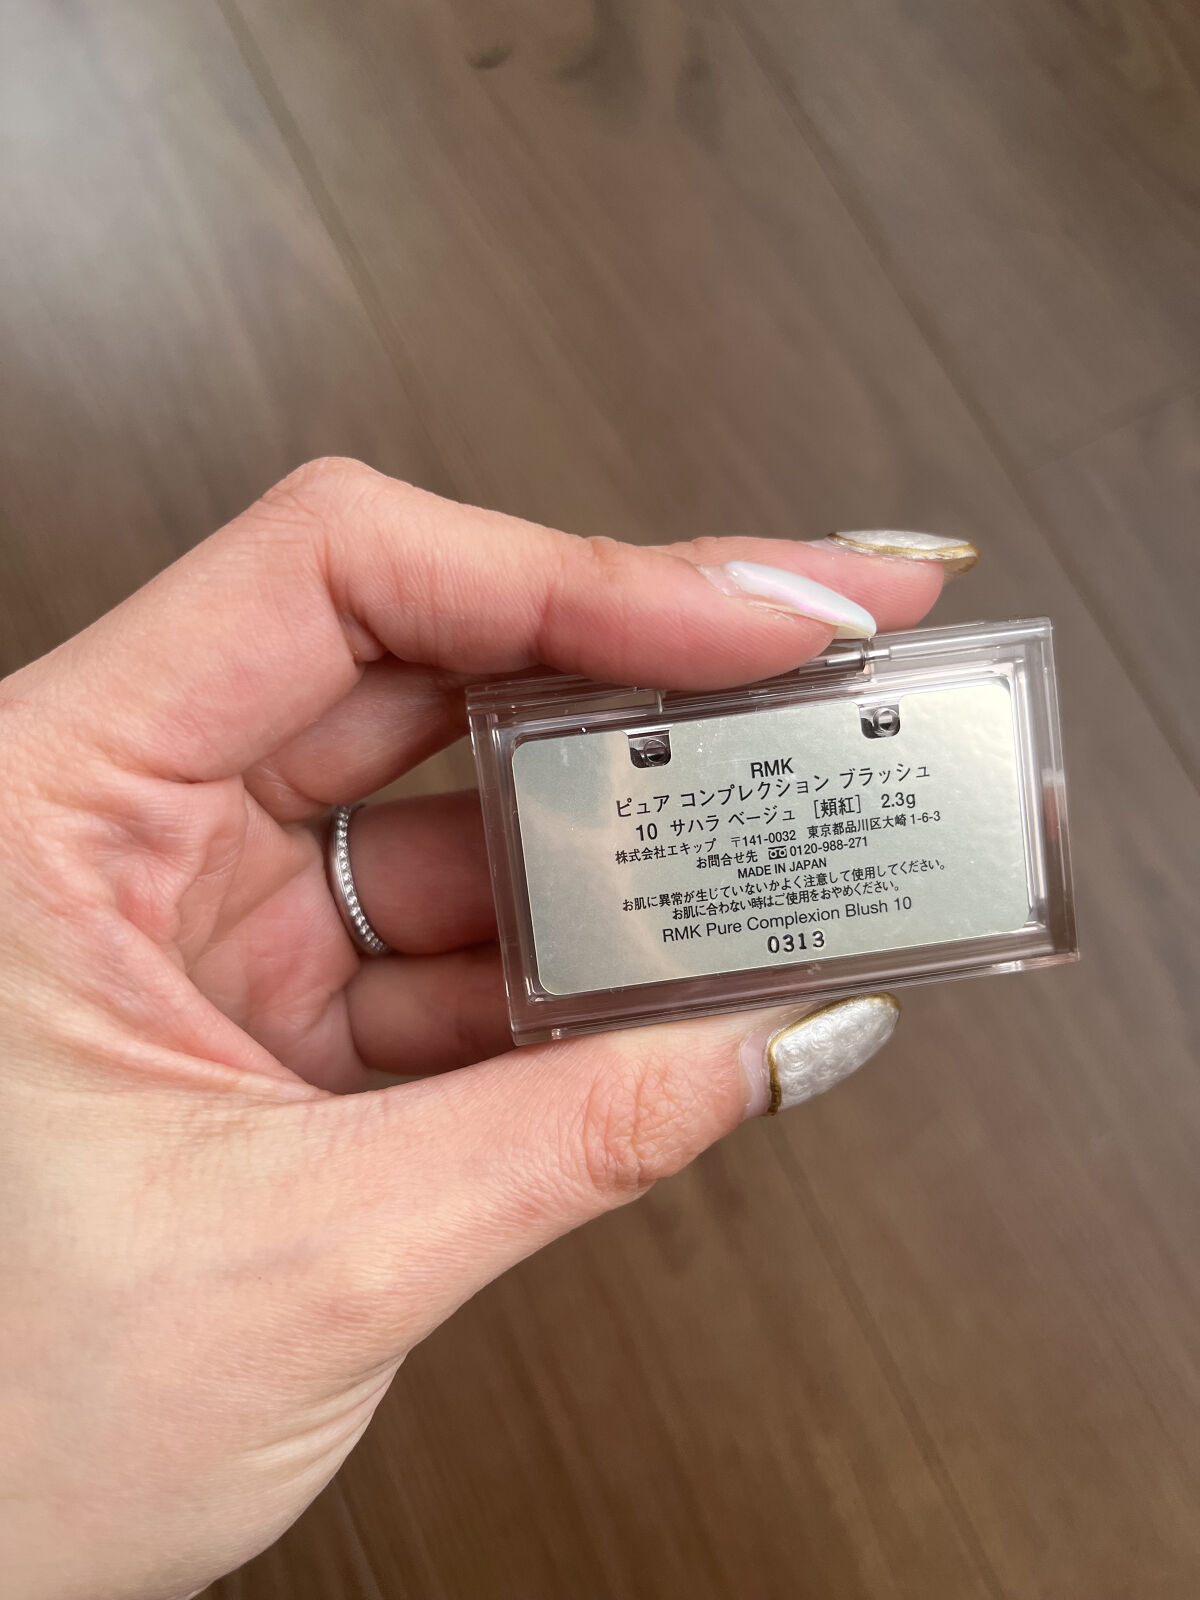 RMK
ピュア コンプレクション ブラッシュ
10 サハラ ベージュ [頬紅] 2.3g
株式会社エキップ 〒141-0032 東京都品川区大崎1-6-3
お問合せ先 0120-988-271
MADE IN JAPAN
お肌に異常が生じていないかよく注意して使用してください。
お肌に合わない時はご使用をおやめください。
RMK Pure Complexion Blush 10
0313